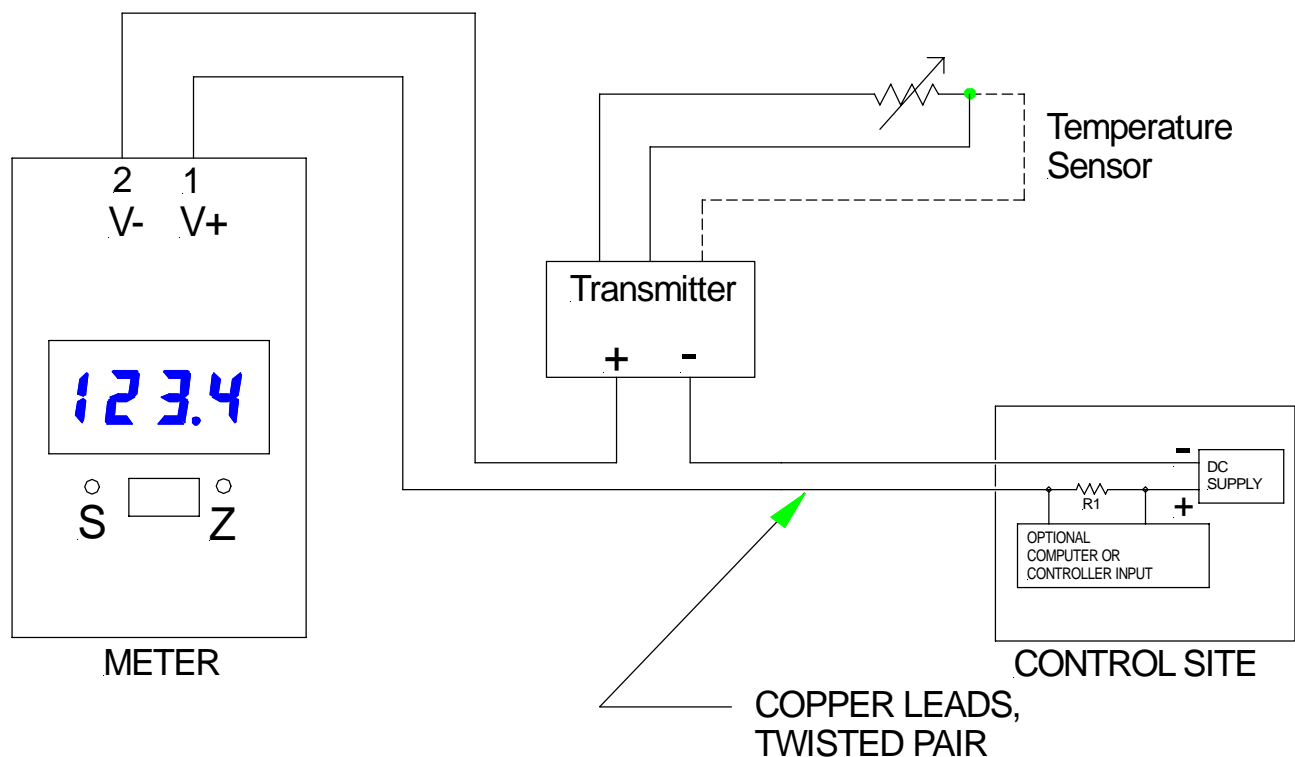 2 1
V- V+
123.4
S Z
METER
Temperature
Sensor
Transmitter
+ -
-
DC
SUPPLY
R1
+
OPTIONAL
COMPUTER OR
CONTROLLER INPUT
CONTROL SITE
COPPER LEADS,
TWISTED PAIR